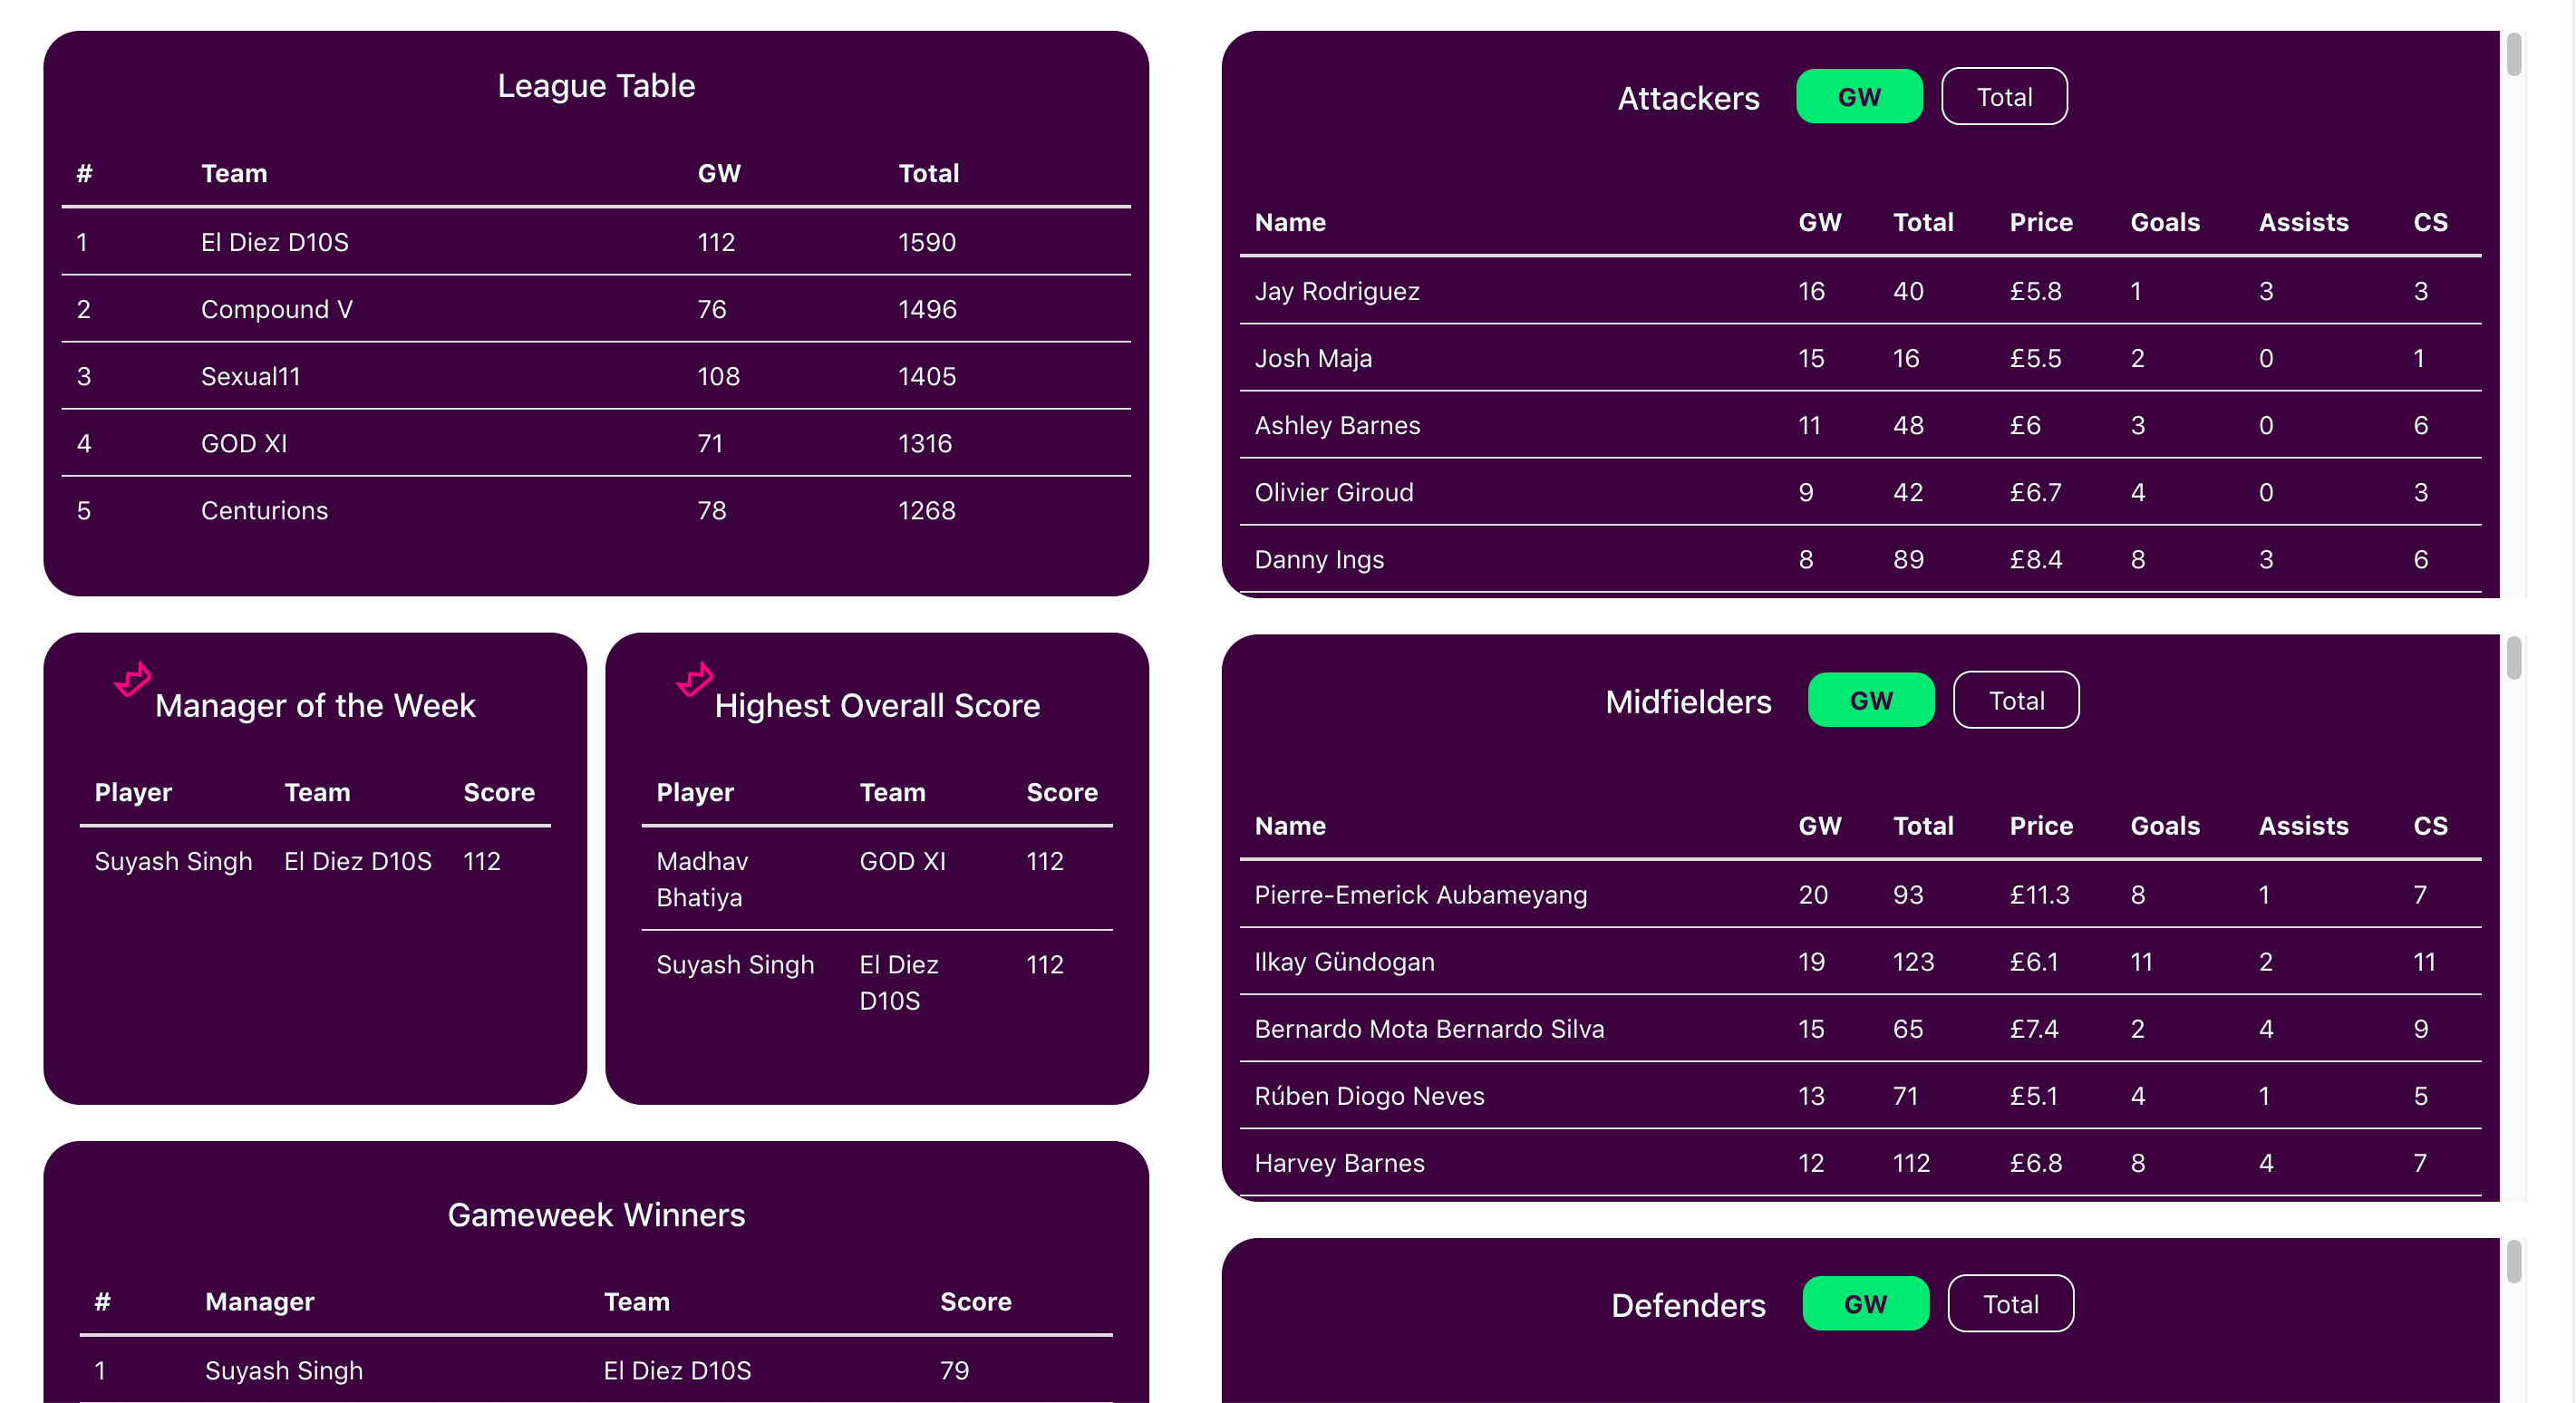 League Table
# Team GW Total
1 El Diez D10S 112 1590
2 Compound V 76 1496
3 Sexual11 108 1405
4 GOD XI 71 1316
5 Centurions 78 1268
Manager of the Week
Player Team Score
Suyash Singh El Diez D10S 112
Highest Overall Score
Player Team Score
Madhav GOD XI 112
Bhatiya
Suyash Singh El Diez 112
D10S
Gameweek Winners
# Manager Team Score
1 Suyash Singh El Diez D10S 79
Attackers GW Total
Name GW Total Price Goals Assists CS
Jay Rodriguez 16 40 £5.8 1 3 3
Josh Maja 15 16 £5.5 2 0 1
Ashley Barnes 11 48 £6 3 0 6
Olivier Giroud 9 42 £6.7 4 0 3
Danny Ings 8 89 £8.4 8 3 6
Midfielders GW Total
Name GW Total Price Goals Assists CS
Pierre-Emerick Aubameyang 20 93 £11.3 8 1 7
Ilkay Gündogan 19 123 £6.1 11 2 11
Bernardo Mota Bernardo Silva 15 65 £7.4 2 4 9
Rúben Diogo Neves 13 71 £5.1 4 1 5
Harvey Barnes 12 112 £6.8 8 4 7
Defenders GW Total